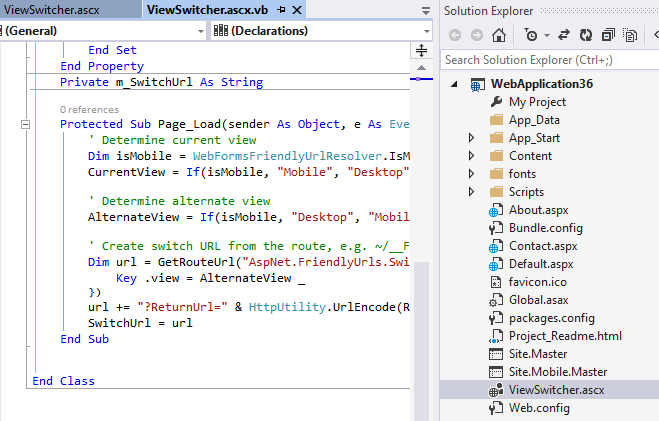 ViewSwitcher.ascx ViewSwitcher.ascx.vb
(General) (Declarations)
End Set
End Property
Private m_SwitchUrl As String
0 references
Protected Sub Page_Load(sender As Object, e As Eve
' Determine current view
Dim isMobile = WebFormsFriendlyUrlResolver.IsM
CurrentView = If(isMobile, "Mobile", "Desktop"
' Determine alternate view
AlternateView = If(isMobile, "Desktop", "Mobil
' Create switch URL from the route, e.g. ~/__F
Dim url = GetRouteUrl("AspNet.FriendlyUrls.Swi
Key .view = AlternateView _
})
url += "?ReturnUrl=" & HttpUtility.UrlEncode(R
SwitchUrl = url
End Sub
End Class
Solution Explorer
Search Solution Explorer (Ctrl+;)
WebApplication36
My Project
App_Data
App_Start
Content
fonts
Scripts
About.aspx
Bundle.config
Contact.aspx
Default.aspx
favicon.ico
Global.asax
packages.config
Project_Readme.html
Site.Master
Site.Mobile.Master
ViewSwitcher.ascx
Web.config